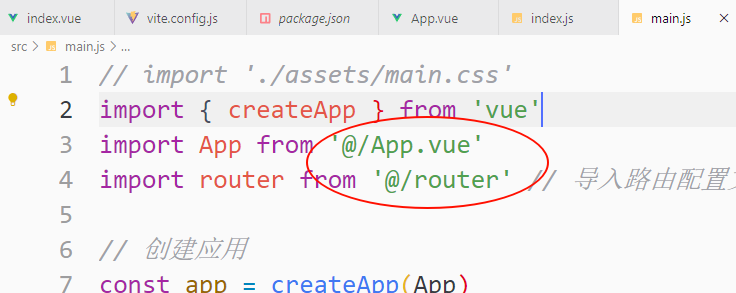 index.vue vite.config.js package.json App.vue index.js main.js
src > main.js > ...
1 // import './assets/main.css'
2 import { createApp } from 'vue'
3 import App from '@/App.vue'
4 import router from '@/router' // 导入路由配置
5
6 // 创建应用
7 const app = createApp(App)